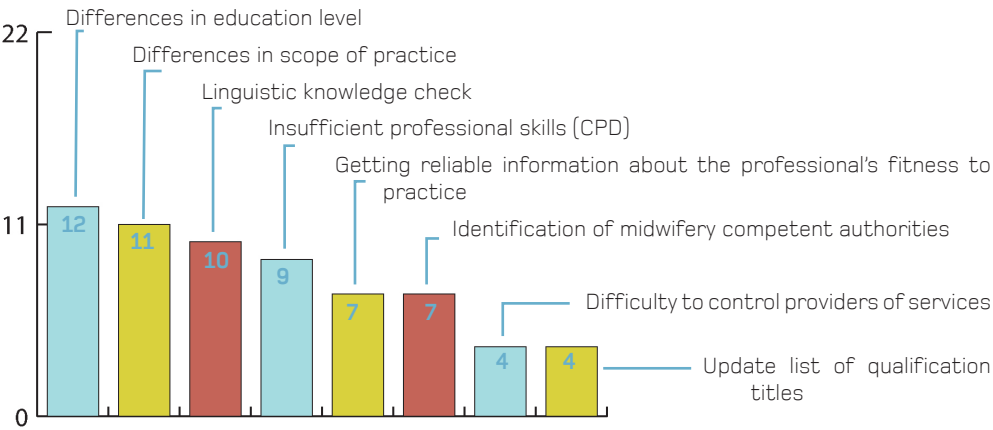 Differences in education level
22
Differences in scope of practice
Linguistic knowledge check
Insufficient professional skills (CPD)
Getting reliable information about the professional's fitness to
practice
Identification of midwifery competent authorities
11
12
11
10
9
7
7
Difficulty to control providers of services
4
4
Update list of qualification
titles
0